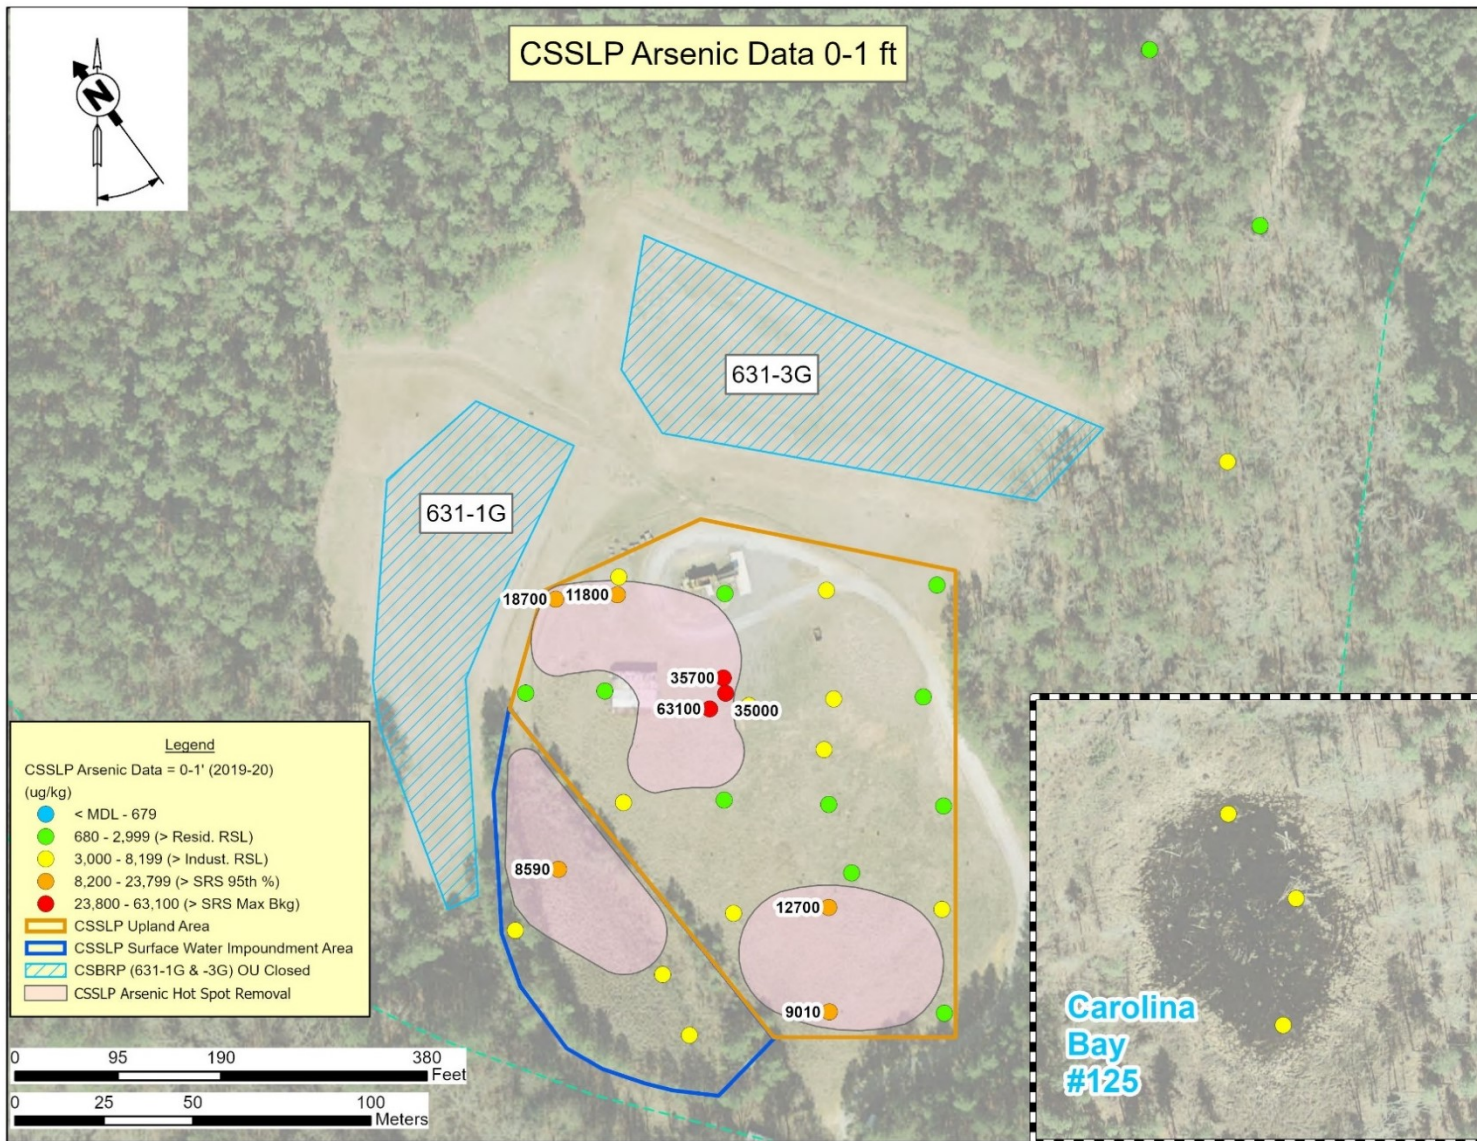 CSSLP Arsenic Data 0-1 ft
N
631-3G
631-1G
18700
11800
35700
63100
35000
8590
12700
9010
Legend
CSSLP Arsenic Data = 0-1' (2019-20)
(ug/kg)
< MDL - 679
680 - 2,999 (> Resid. RSL)
3,000 - 8,199 (> Indust. RSL)
8,200 - 23,799 (> SRS 95th %)
23,800 - 63,100 (> SRS Max Bkg)
CSSLP Upland Area
CSSLP Surface Water Impoundment Area
CSBRP (631-1G & -3G) OU Closed
CSSLP Arsenic Hot Spot Removal
0 95 190 380
Feet
0 25 50 100
Meters
Carolina
Bay
#125